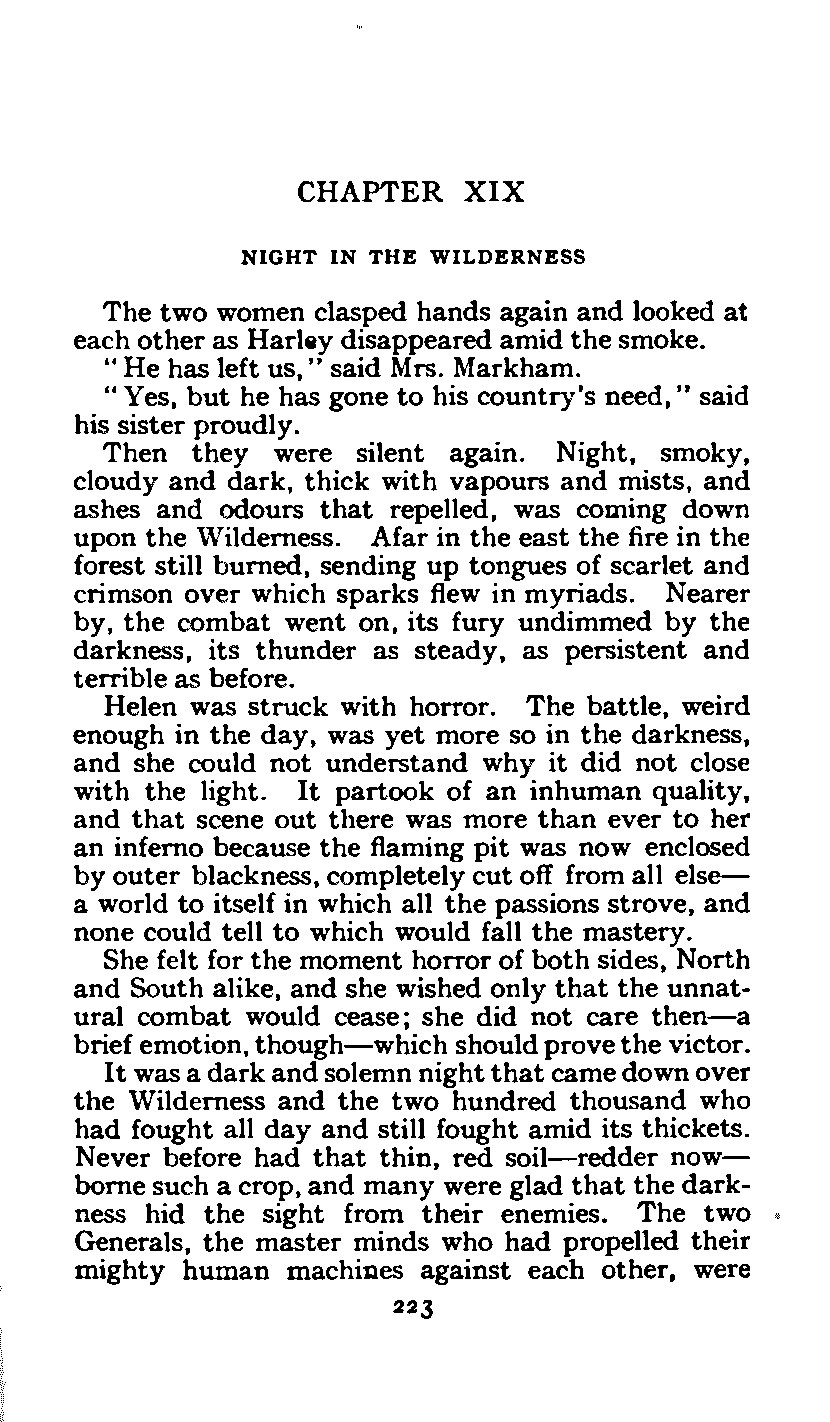 CHAPTER XIX
NIGHT IN THE WILDERNESS
The two women clasped hands again and looked at
each other as Harley disappeared amid the smoke.
" He has left us," said Mrs. Markham.
" Yes, but he has gone to his country's need," said
his sister proudly.
Then they were silent again. Night, smoky,
cloudy and dark, thick with vapours and mists, and
ashes and odours that repelled, was coming down
upon the Wilderness. Afar in the east the fire in the
forest still burned, sending up tongues of scarlet and
crimson over which sparks flew in myriads. Nearer
by, the combat went on, its fury undimmed by the
darkness, its thunder as steady, as persistent and
terrible as before.
Helen was struck with horror. The battle, weird
enough in the day, was yet more so in the darkness,
and she could not understand why it did not close
with the light. It partook of an inhuman quality,
and that scene out there was more than ever to her
an inferno because the flaming pit was now enclosed
by outer blackness, completely cut off from all else—
a world to itself in which all the passions strove, and
none could tell to which would fall the mastery.
She felt for the moment horror of both sides, North
and South alike, and she wished only that the unnat-
ural combat would cease; she did not care then—a
brief emotion, though—which should prove the victor.
It was a dark and solemn night that came down over
the Wilderness and the two hundred thousand who
had fought all day and still fought amid its thickets.
Never before had that thin, red soil—redder now—
borne such a crop, and many were glad that the dark-
ness hid the sight from their enemies. The two
Generals, the master minds who had propelled their
mighty human machines against each other, were
223